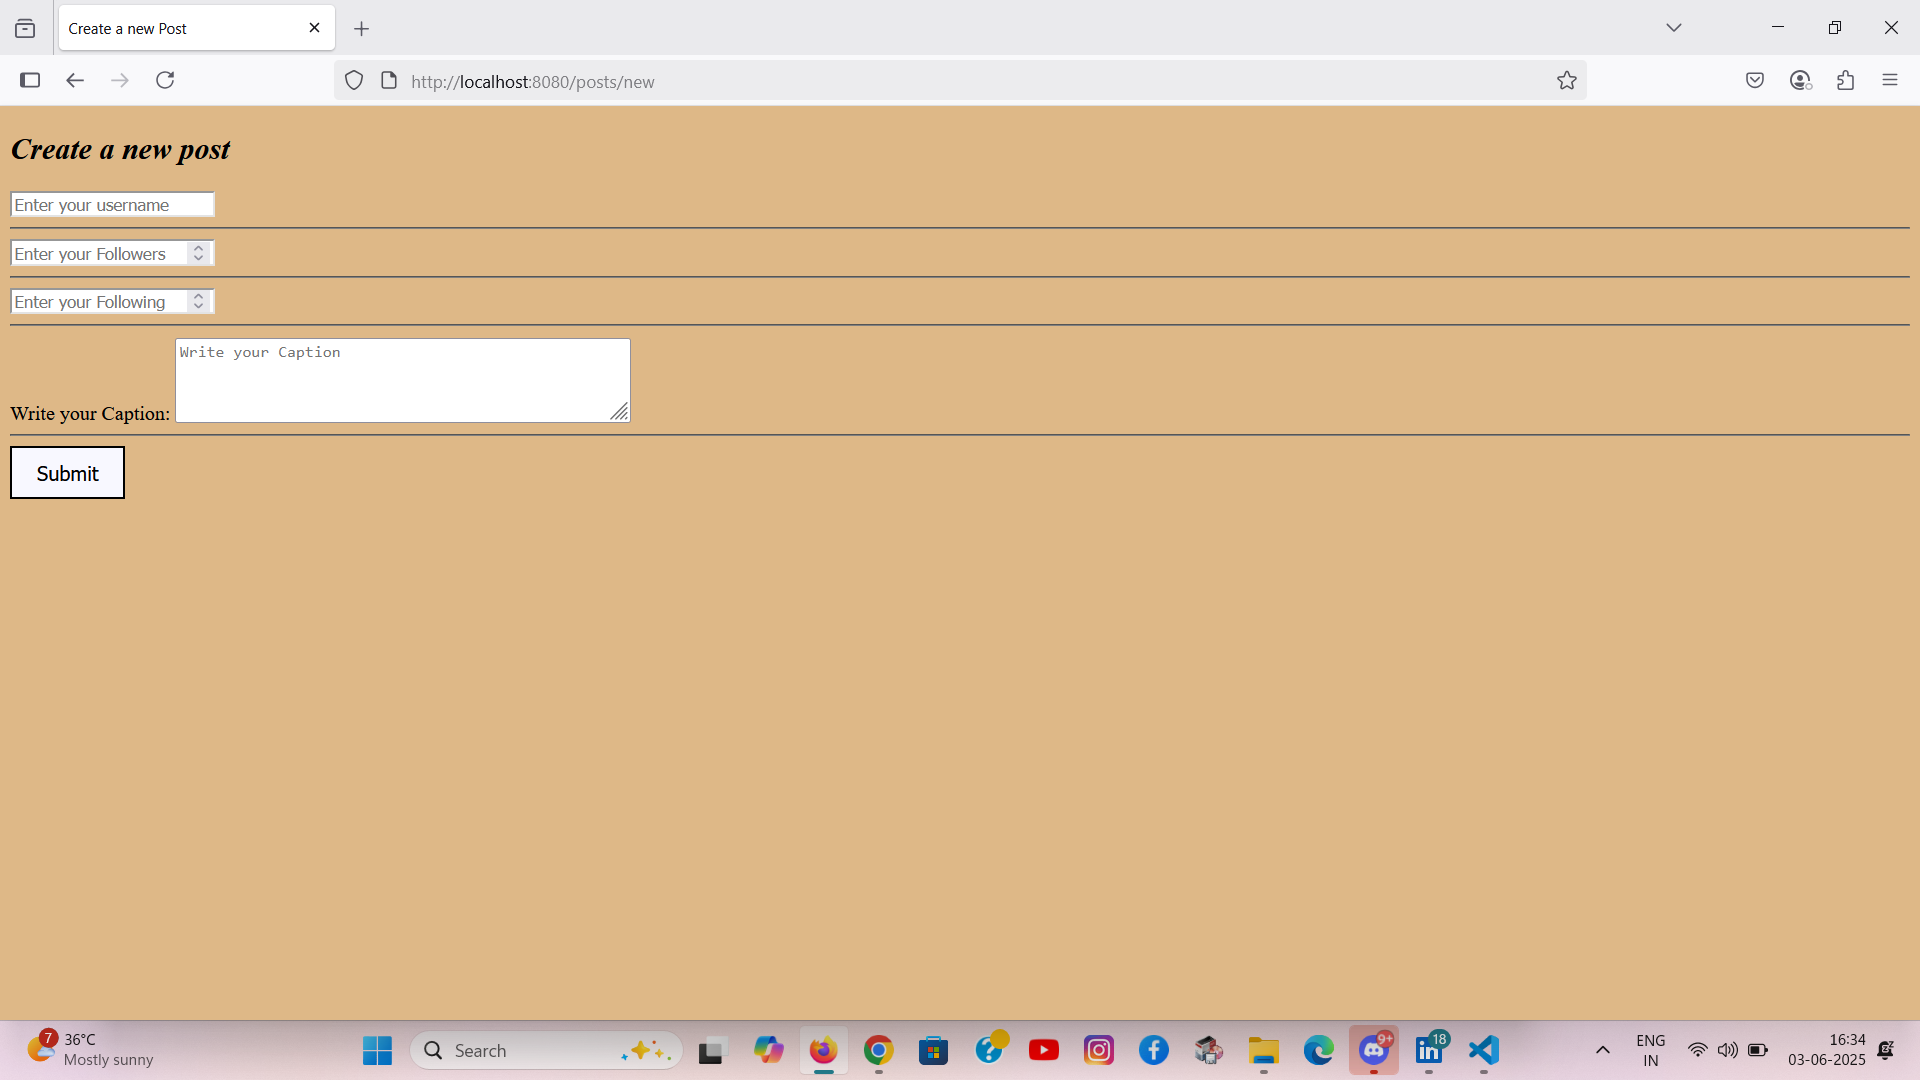 Create a new Post
http://localhost:8080/posts/new
Create a new post
Enter your username
Enter your Followers
Enter your Following
Write your Caption
Write your Caption:
Submit
7
36°C
Mostly sunny
Search
9+
18
ENG
IN
16:34
03-06-2025